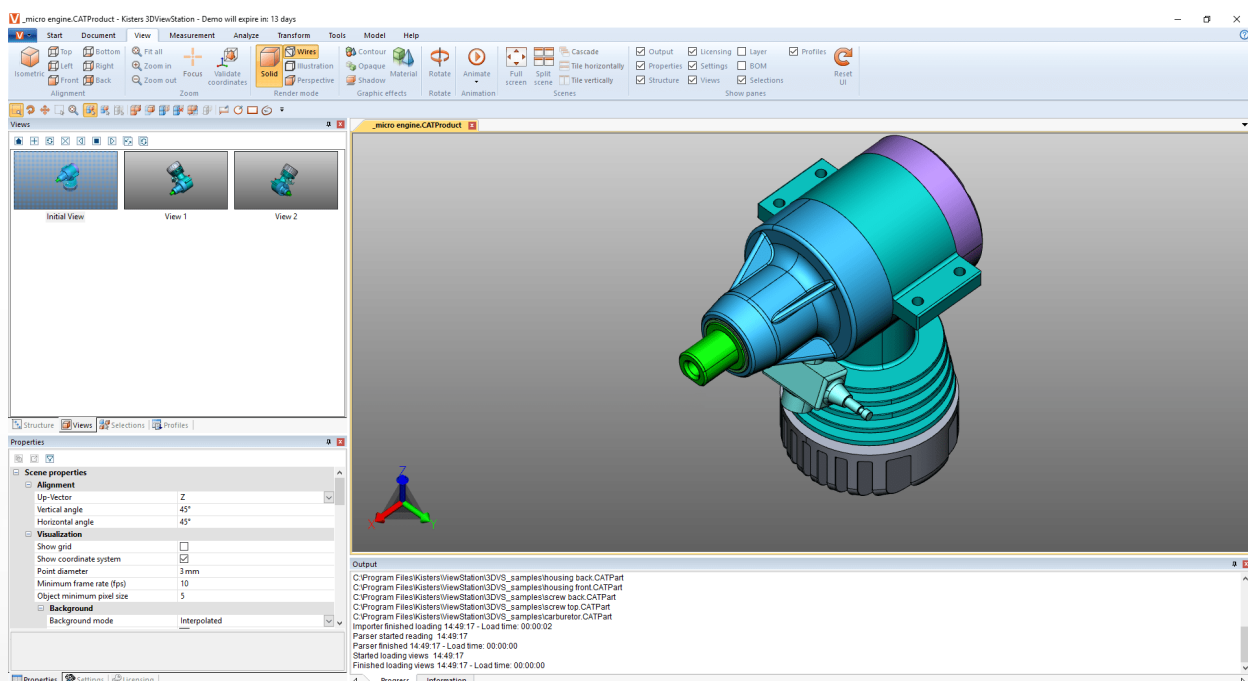 _micro engine.CATProduct - Kisters 3DViewStation - Demo will expire in: 13 days
Start Document View Measurement Analyze Transform Tools Model Help
Top Bottom Fit all Wires Contour Cascade Output Licensing Layer Profiles
Left Right Zoom in Illustration Opaque Tile horizontally Properties Settings BOM
Isometric Focus Validate coordinates Solid Material Rotate Animate Full screen Split scene Reset UI
Front Back Zoom out Perspective Shadow Tile vertically Structure Views Selections
Alignment Zoom Render mode Graphic effects Rotate Animation Scenes Show panes
Views
_micro engine.CATProduct
Initial View View 1 View 2
Structure Views Selections Profiles
Properties
Scene properties
Alignment
Up-Vector Z
Vertical angle 45°
Horizontal angle 45°
Visualization
Show grid
Show coordinate system
Point diameter 3 mm
Minimum frame rate (fps) 10
Object minimum pixel size 5
Background
Background mode Interpolated
Properties Settings Licensing
Z
X Y
Output
C:\Program Files\Kisters\ViewStation\3DVS_samples\housing back.CATPart
C:\Program Files\Kisters\ViewStation\3DVS_samples\housing front.CATPart
C:\Program Files\Kisters\ViewStation\3DVS_samples\screw back.CATPart
C:\Program Files\Kisters\ViewStation\3DVS_samples\screw top.CATPart
C:\Program Files\Kisters\ViewStation\3DVS_samples\carburetor.CATPart
Importer finished loading 14:49:17 - Load time: 00:00:02
Parser started reading 14:49:17
Parser finished 14:49:17 - Load time: 00:00:00
Started loading views 14:49:17
Finished loading views 14:49:17 - Load time: 00:00:00
Progress Information